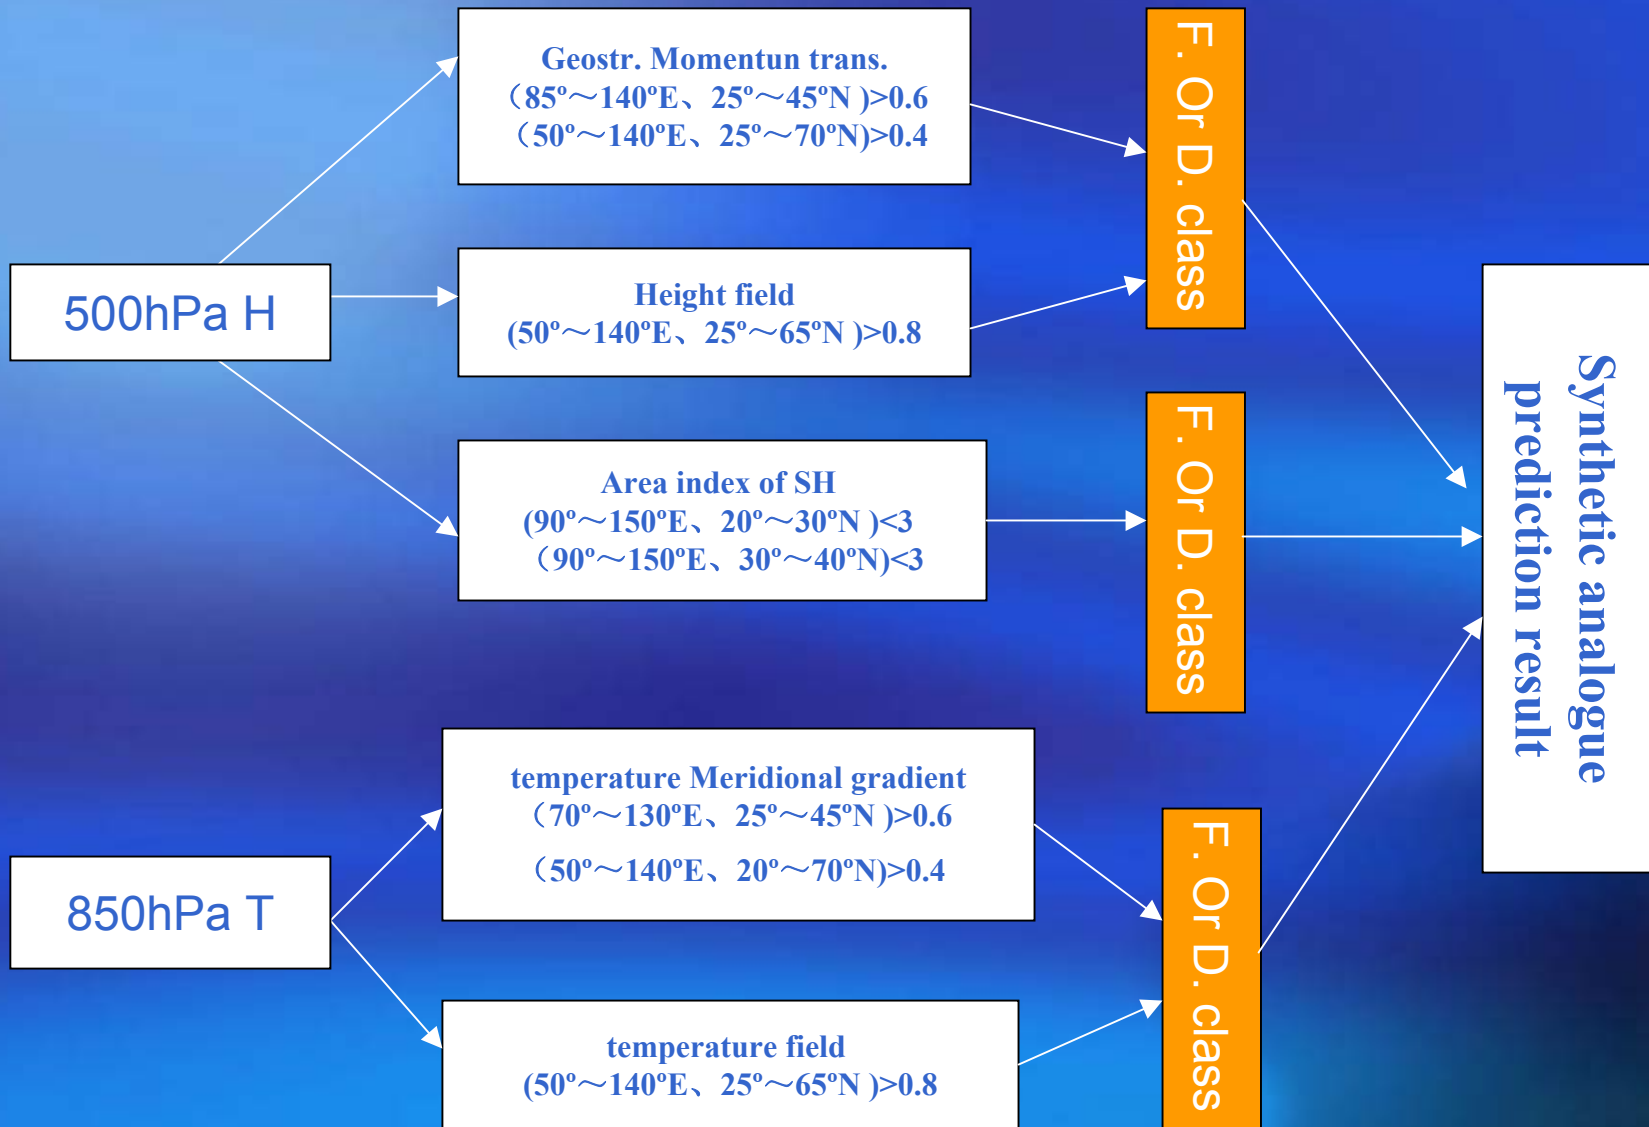 500hPa H
850hPa T
Geostr. Momentun trans.
（85º～140ºE、25º～45ºN )>0.6
（50º～140ºE、25º～70ºN)>0.4
Height field
(50º～140ºE、25º～65ºN )>0.8
Area index of SH
(90º～150ºE、20º～30ºN )<3
（90º～150ºE、30º～40ºN)<3
temperature Meridional gradient
（70º～130ºE、25º～45ºN )>0.6
（50º～140ºE、20º～70ºN)>0.4
temperature field
(50º～140ºE、25º～65ºN )>0.8
F. Or D. class
F. Or D. class
F. Or D. class
Synthetic analogue
prediction result